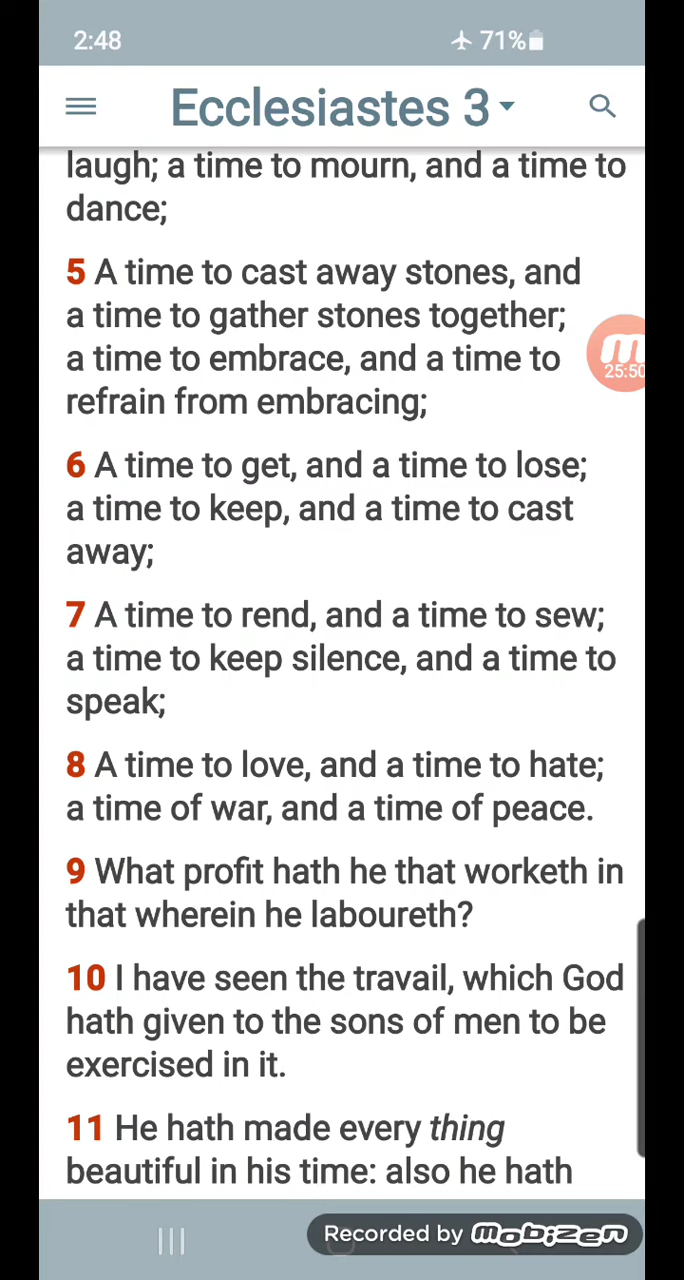 2:48 71%
Ecclesiastes 3
laugh; a time to mourn, and a time to
dance;
5 A time to cast away stones, and
a time to gather stones together;
a time to embrace, and a time to
refrain from embracing;
25:50
6 A time to get, and a time to lose;
a time to keep, and a time to cast
away;
7 A time to rend, and a time to sew;
a time to keep silence, and a time to
speak;
8 A time to love, and a time to hate;
a time of war, and a time of peace.
9 What profit hath he that worketh in
that wherein he laboureth?
10 I have seen the travail, which God
hath given to the sons of men to be
exercised in it.
11 He hath made every thing
beautiful in his time: also he hath
Recorded by mobizen